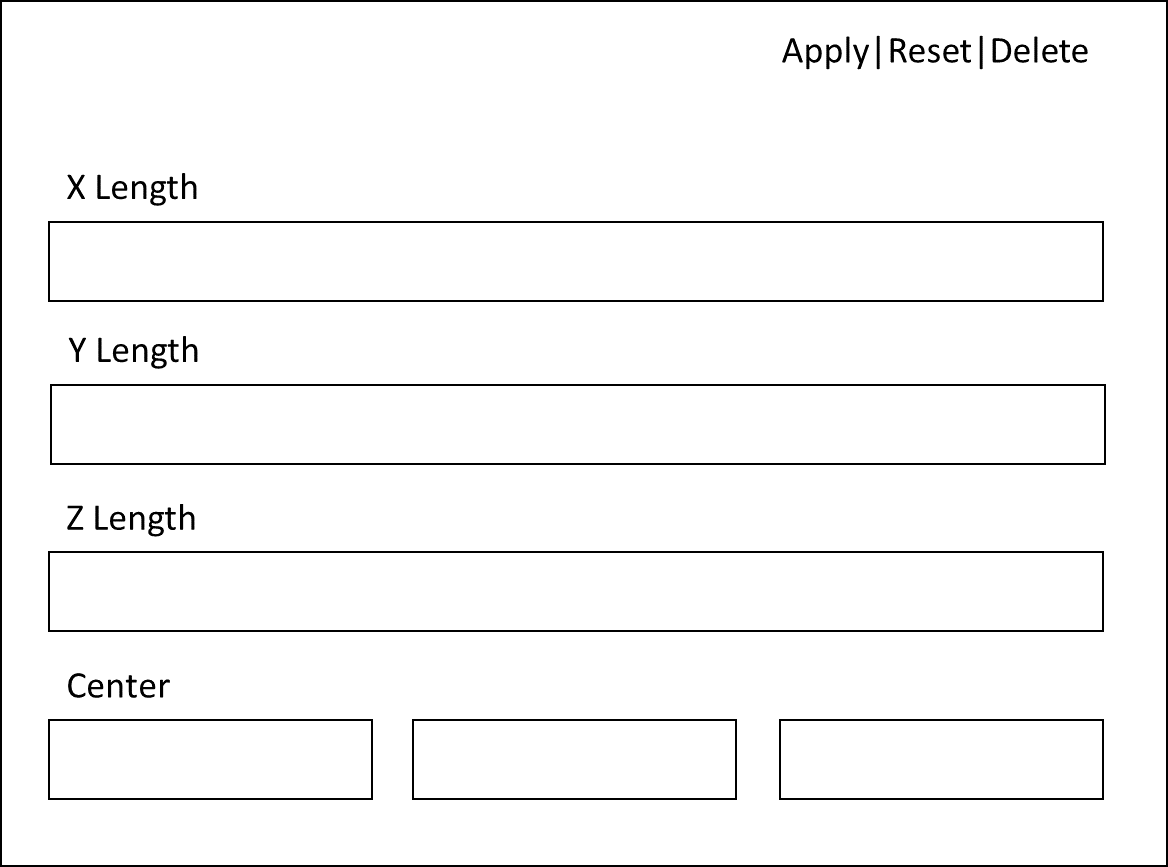 Apply|Reset|Delete
X Length
Y Length
Z Length
Center